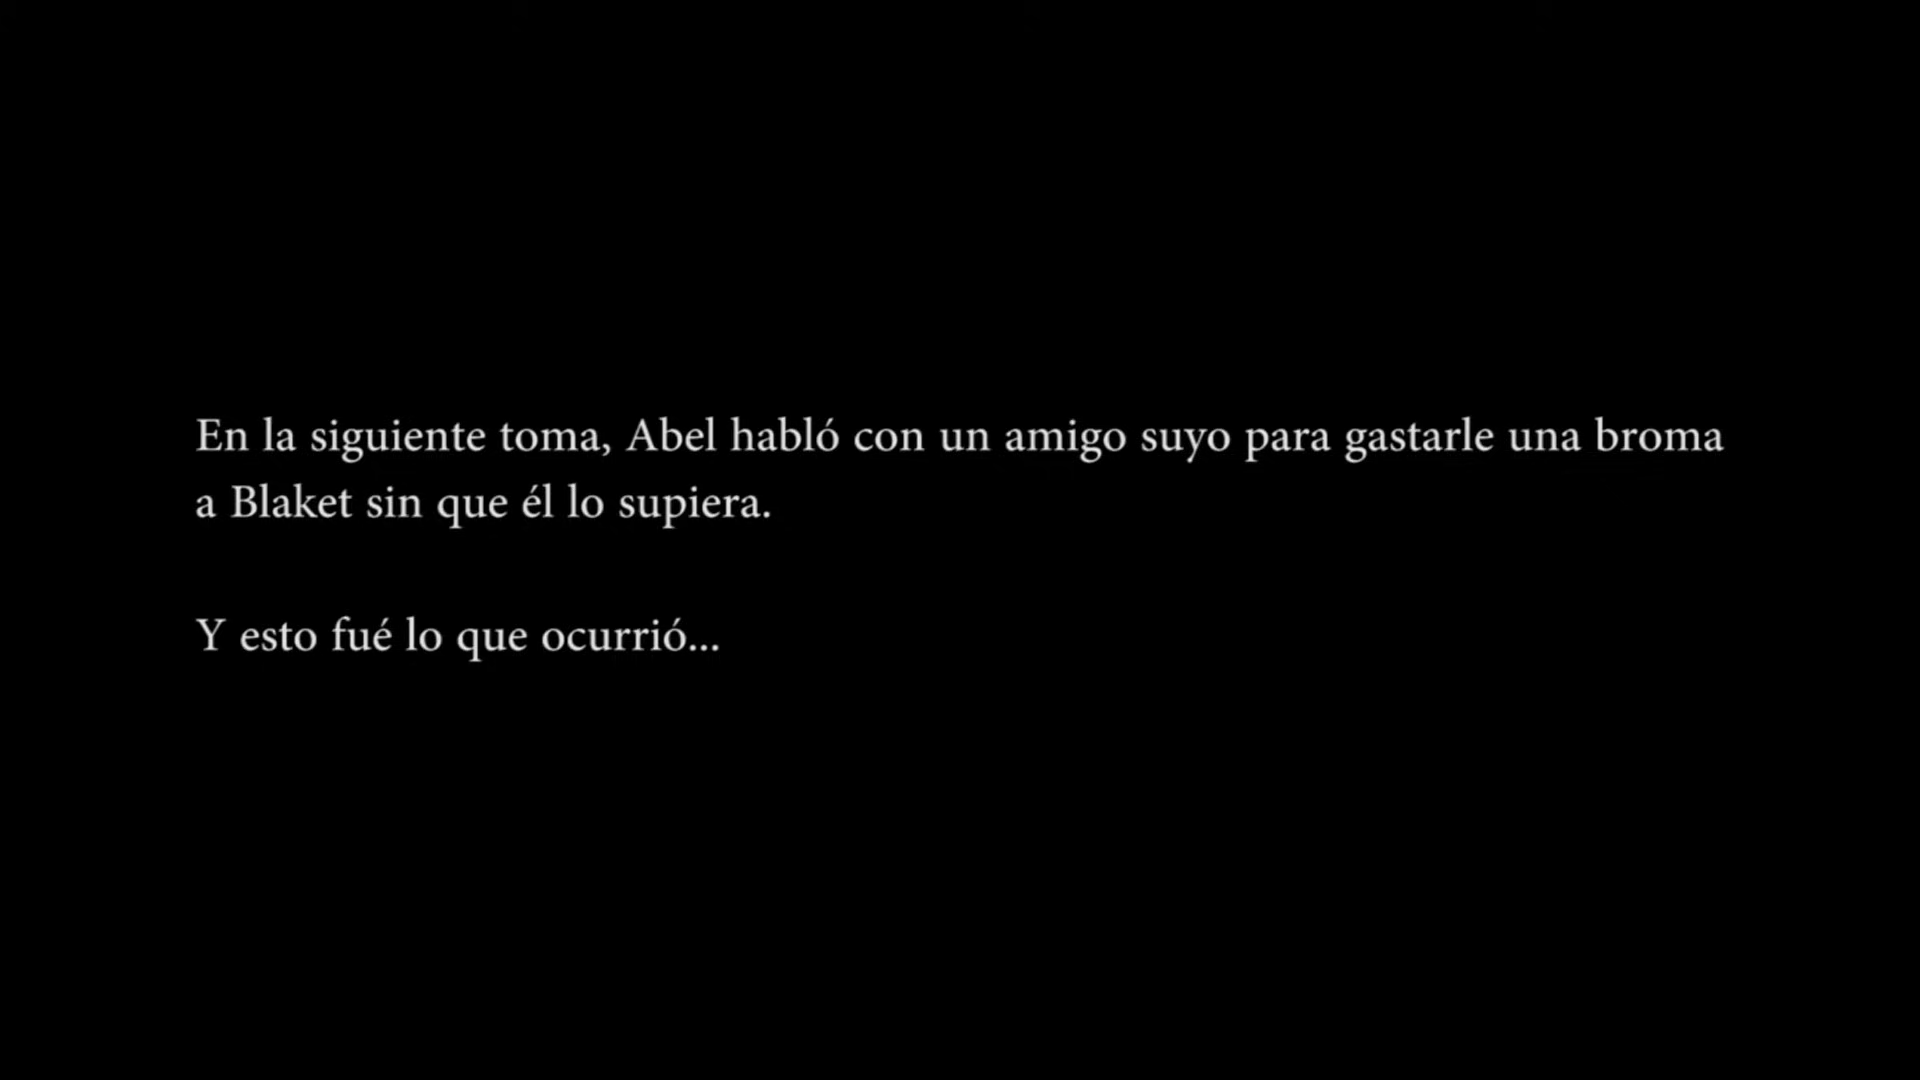 En la siguiente toma, Abel habló con un amigo suyo para gastarle una broma
a Blaket sin que él lo supiera.
Y esto fué lo que ocurrió...